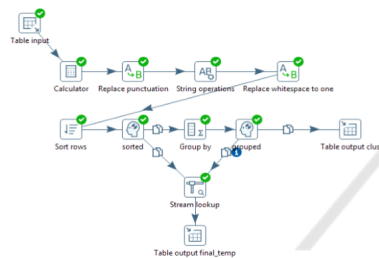 Table input
Calculator
Replace punctuation
String operations
Replace whitespace to one
Sort rows
sorted
Group by
grouped
Table output clus
Stream lookup
Table output final_temp